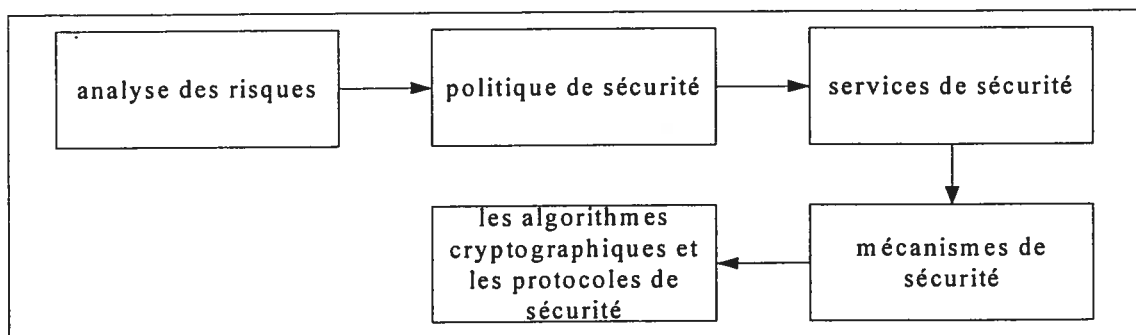 analyse des risques
politique de sécurité
services de sécurité
les algorithmes
cryptographiques et
les protocoles de
sécurité
mécanismes de
sécurité